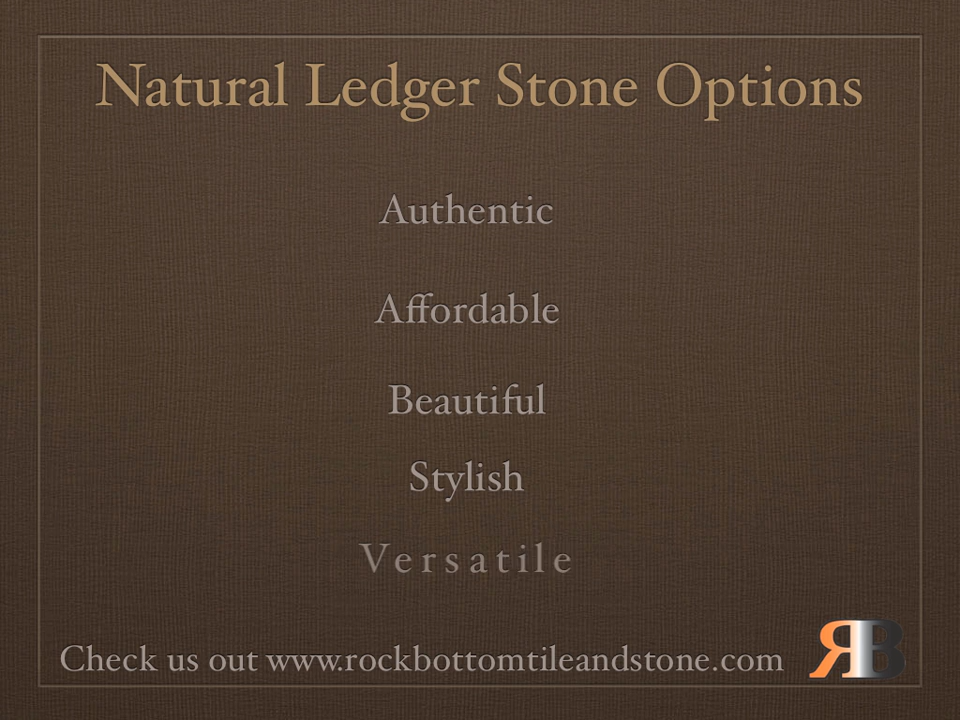 Natural Ledger Stone Options
Authentic
Affordable
Beautiful
Stylish
Versatile
Check us out www.rockbottomtileandstone.com
RB